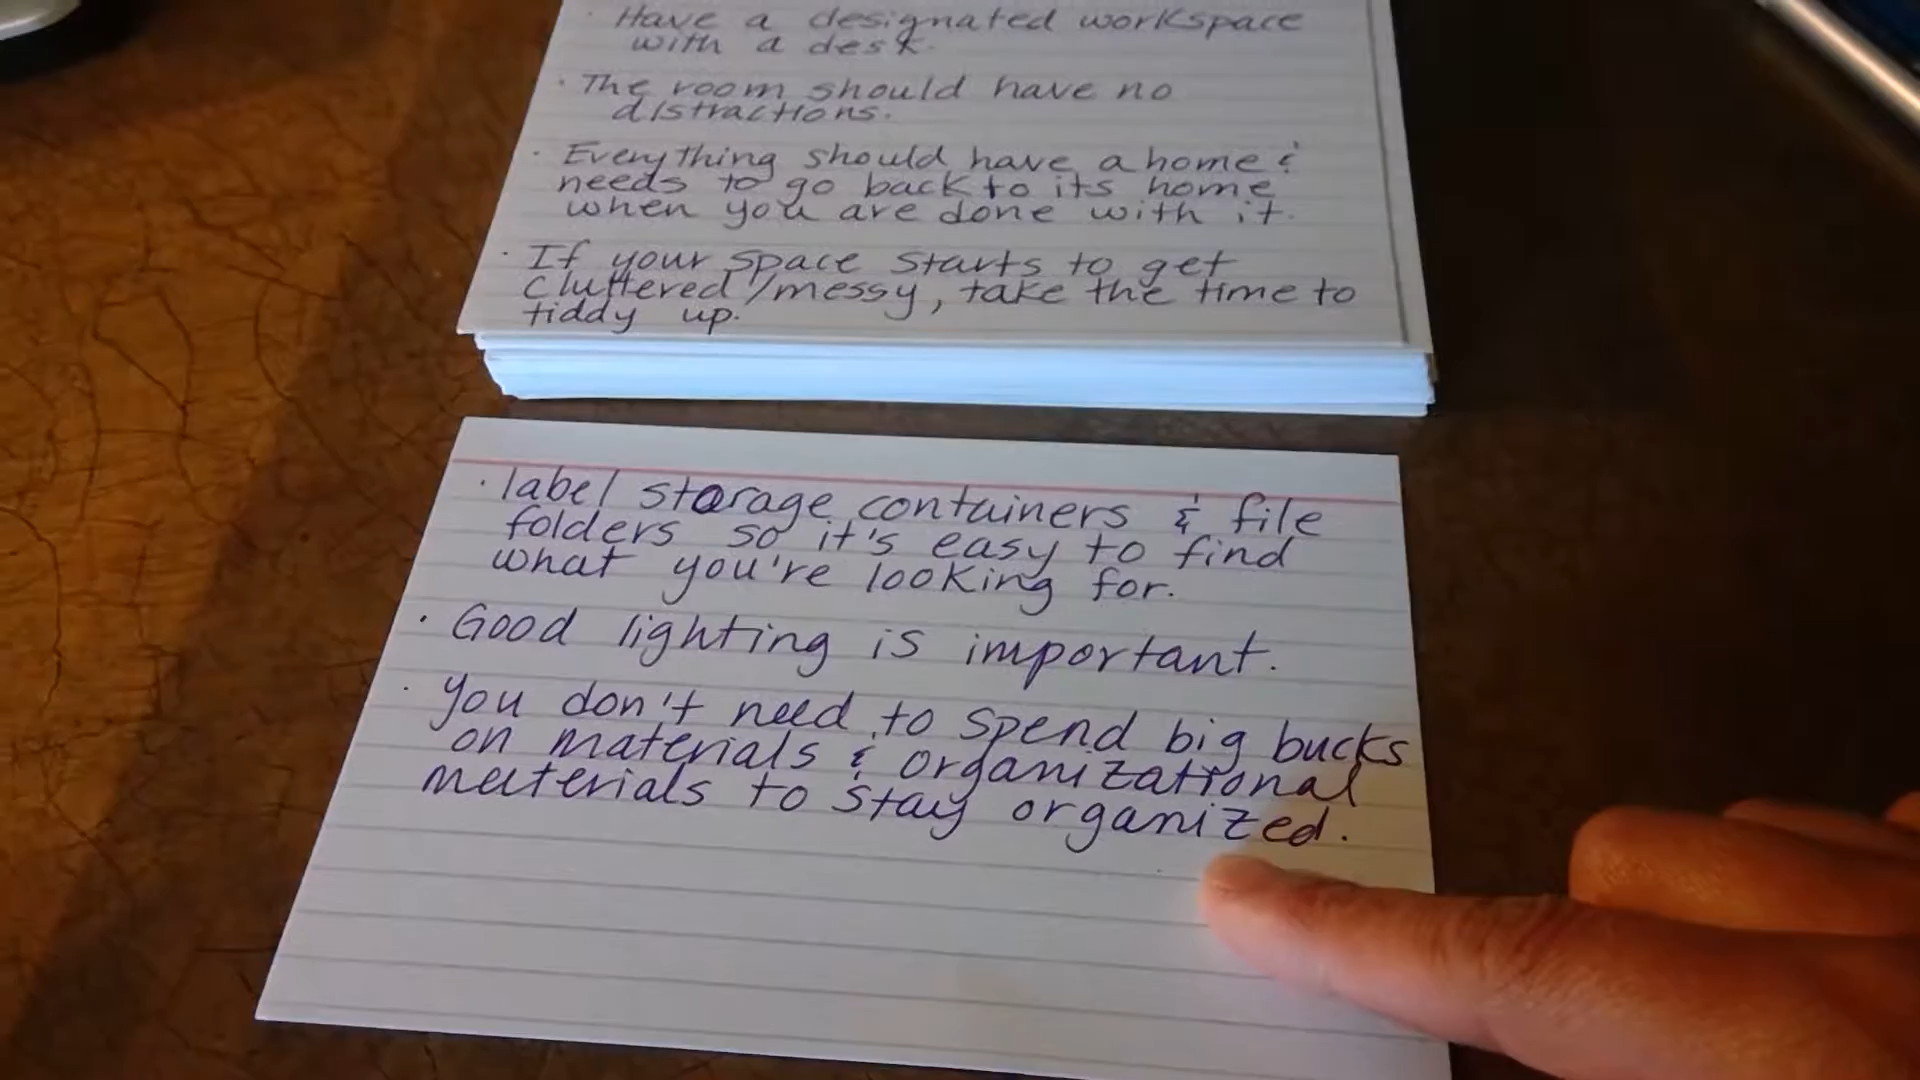 · Have a designated workspace
with a desk.
· The room should have no
distractions.
· Everything should have a home &
needs to go back to its home
when you are done with it.
· If your space starts to get
cluttered/messy, take the time to
tiddy up.
· label storage containers & file
folders so it's easy to find
what you're looking for.
· Good lighting is important.
· You don't need to spend big bucks
on materials & organizational
materials to stay organized.